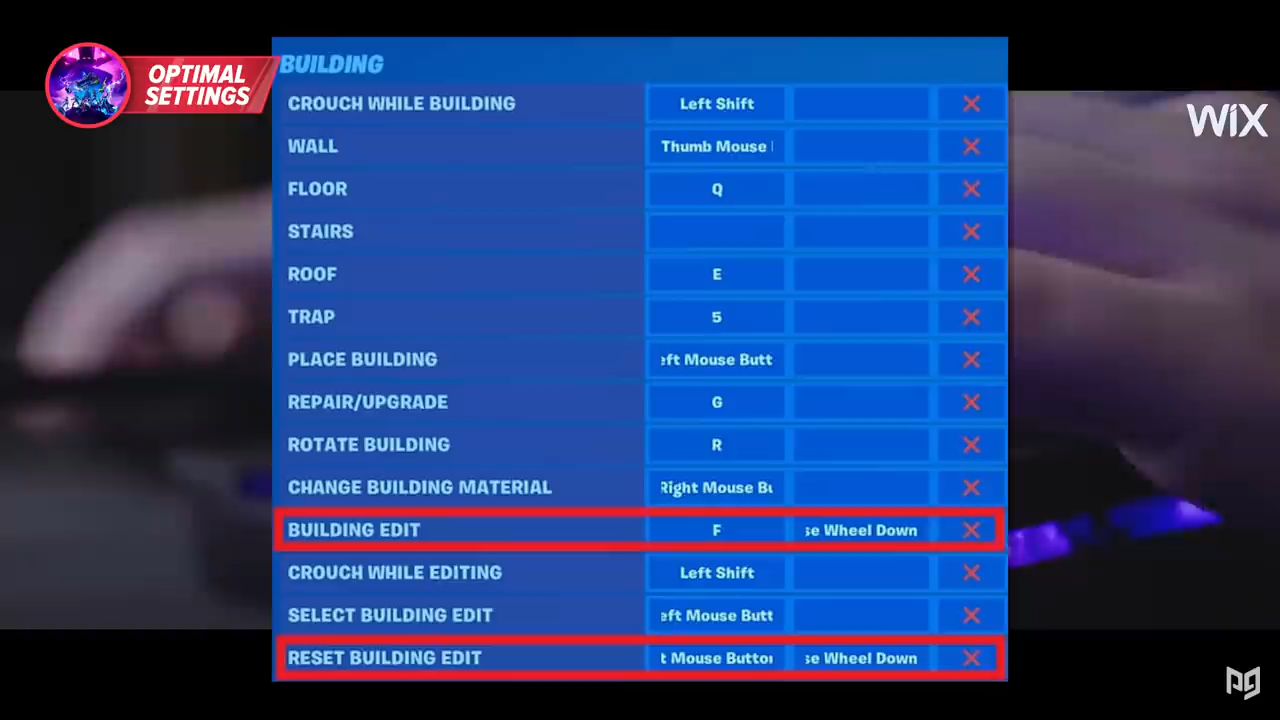 OPTIMAL
SETTINGS
WiX
BUILDING
CROUCH WHILE BUILDING Left Shift
WALL Thumb Mouse
FLOOR Q
STAIRS
ROOF E
TRAP 5
PLACE BUILDING eft Mouse Butt
REPAIR/UPGRADE G
ROTATE BUILDING R
CHANGE BUILDING MATERIAL Right Mouse Bu
BUILDING EDIT F se Wheel Down
CROUCH WHILE EDITING Left Shift
SELECT BUILDING EDIT eft Mouse Butt
RESET BUILDING EDIT t Mouse Button se Wheel Down